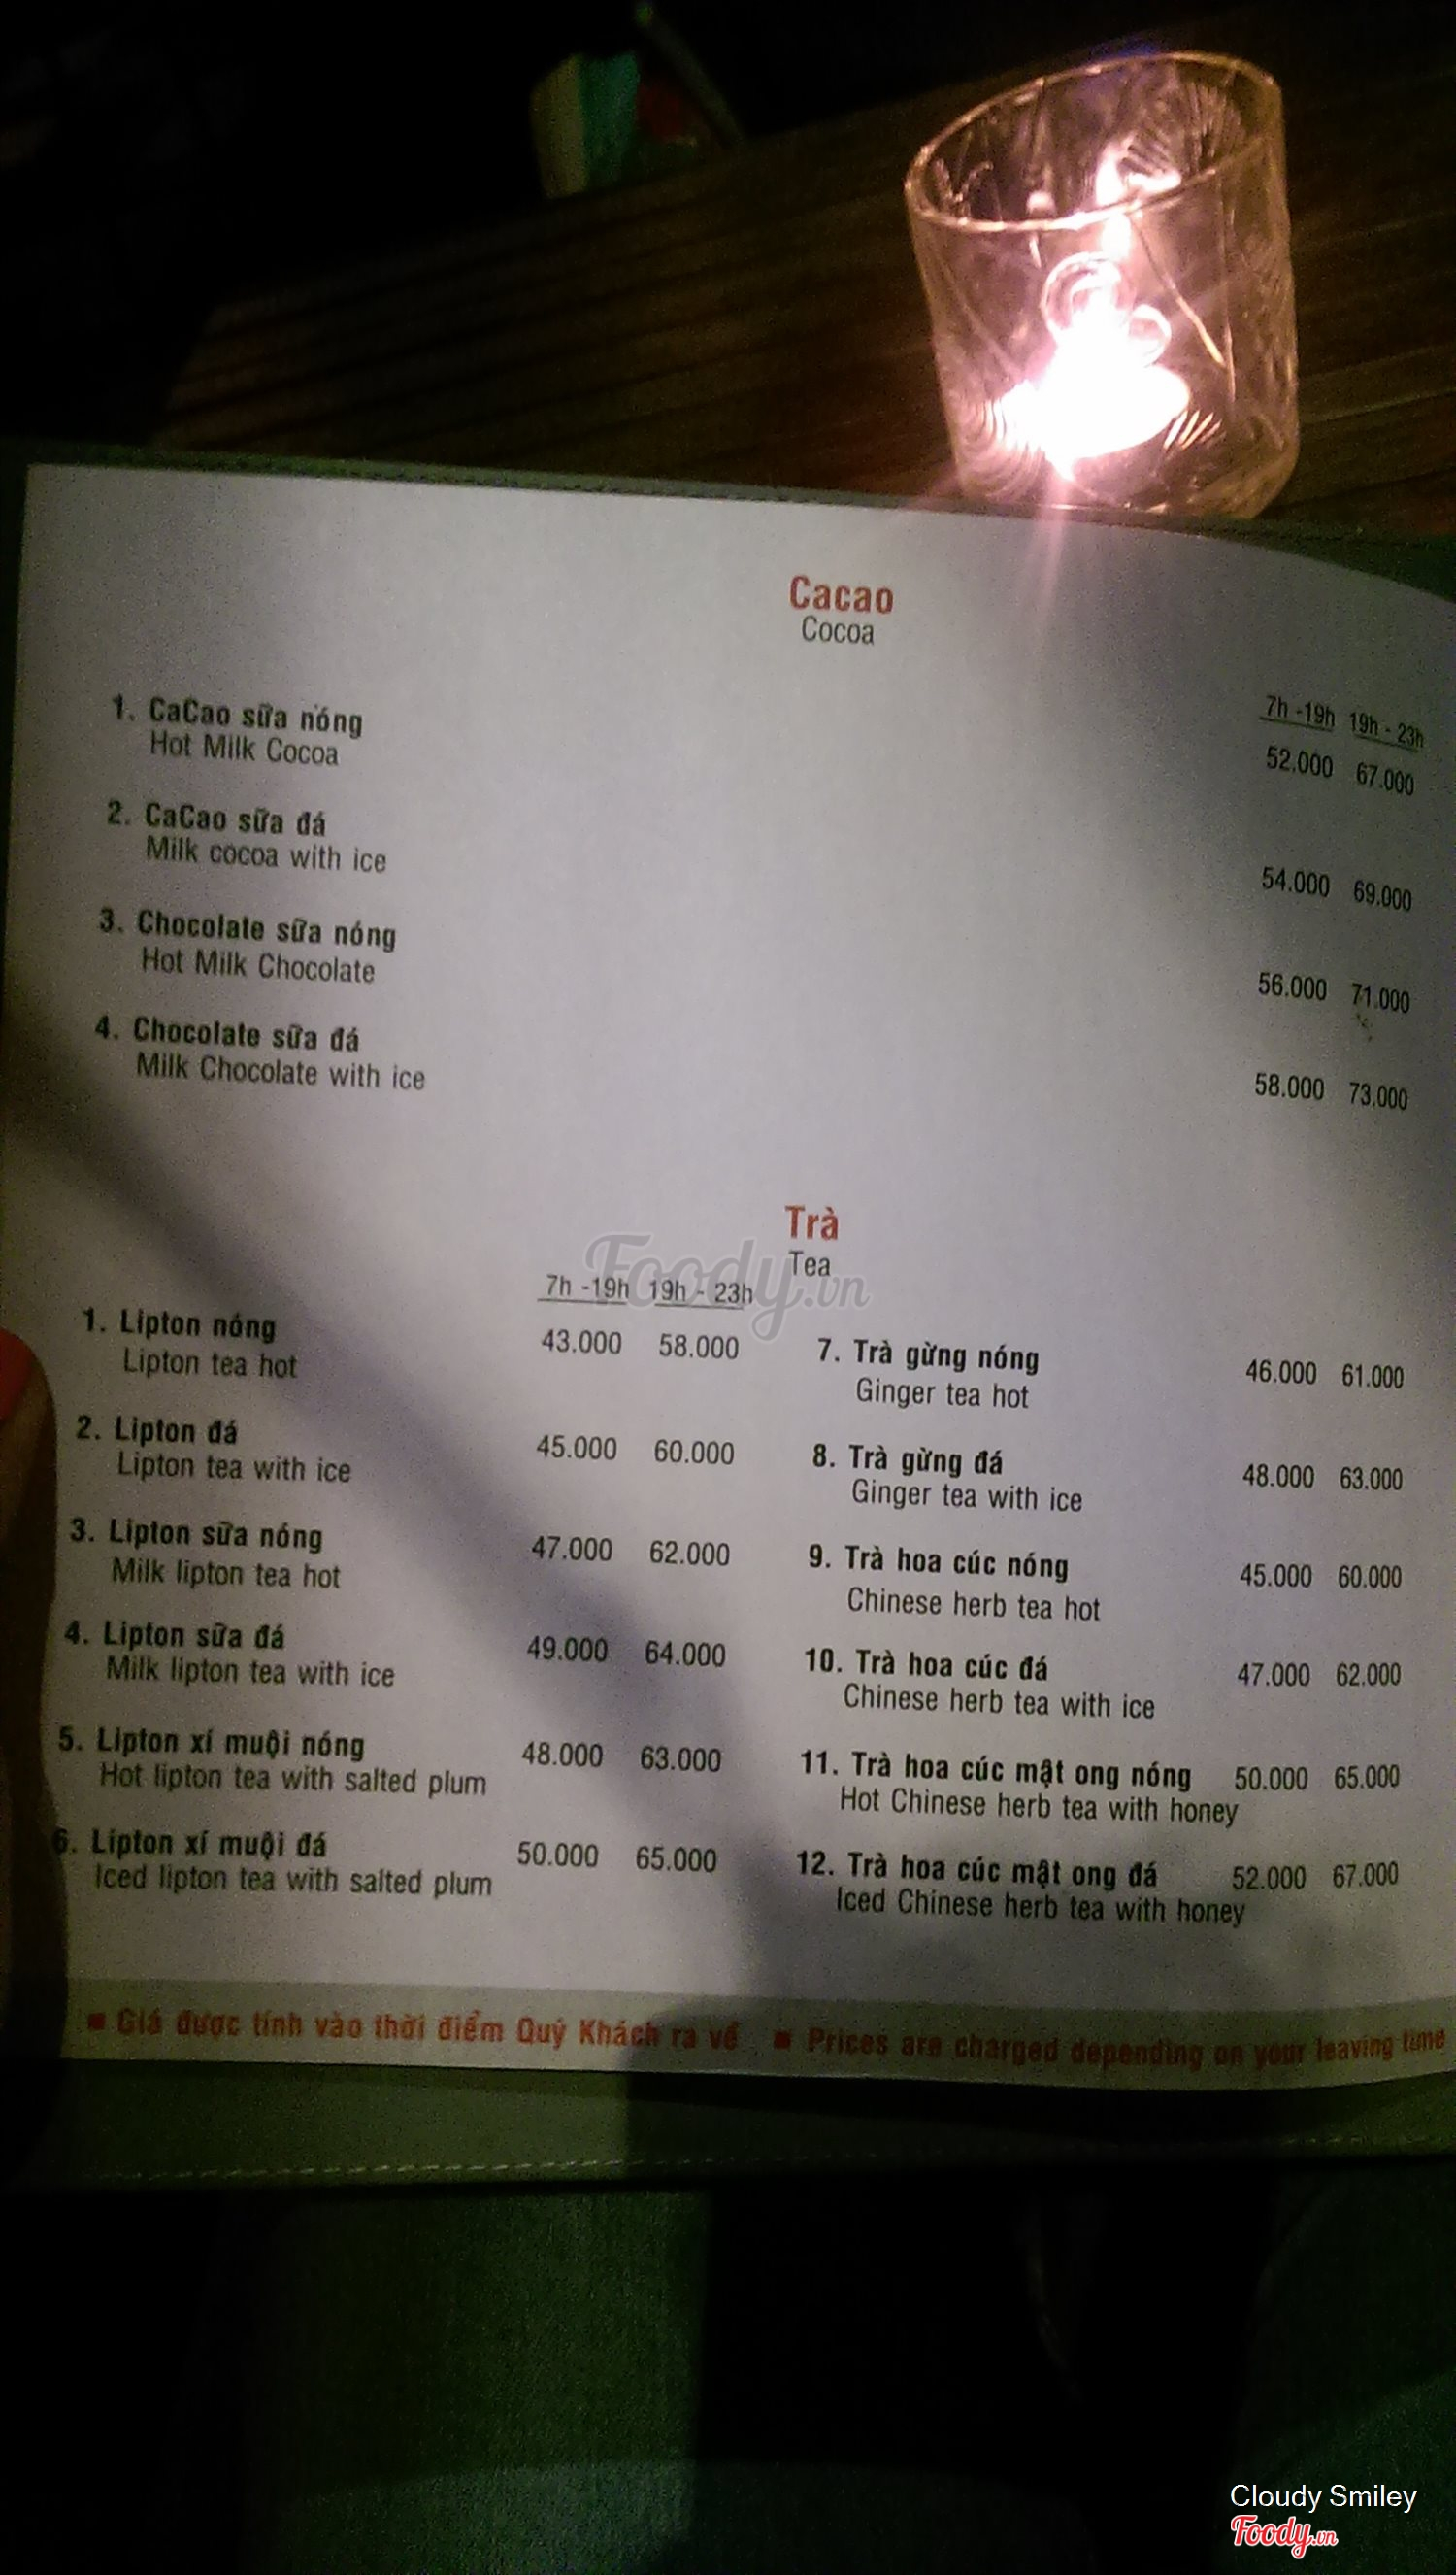 Cacao
Cocoa
7h -19h 19h - 23h
1. CaCao sữa nóng 52.000 67.000
Hot Milk Cocoa
2. CaCao sữa đá 54.000 69.000
Milk cocoa with ice
3. Chocolate sữa nóng 56.000 71.000
Hot Milk Chocolate
4. Chocolate sữa đá 58.000 73.000
Milk Chocolate with ice
Trà
Tea
Foody.vn
7h -19h 19h - 23h
1. Lipton nóng 43.000 58.000
Lipton tea hot
2. Lipton đá 45.000 60.000
Lipton tea with ice
3. Lipton sữa nóng 47.000 62.000
Milk lipton tea hot
4. Lipton sữa đá 49.000 64.000
Milk lipton tea with ice
5. Lipton xí muội nóng 48.000 63.000
Hot lipton tea with salted plum
6. Lipton xí muội đá 50.000 65.000
Iced lipton tea with salted plum
7. Trà gừng nóng 46.000 61.000
Ginger tea hot
8. Trà gừng đá 48.000 63.000
Ginger tea with ice
9. Trà hoa cúc nóng 45.000 60.000
Chinese herb tea hot
10. Trà hoa cúc đá 47.000 62.000
Chinese herb tea with ice
11. Trà hoa cúc mật ong nóng 50.000 65.000
Hot Chinese herb tea with honey
12. Trà hoa cúc mật ong đá 52.000 67.000
Iced Chinese herb tea with honey
▪ Giá được tính vào thời điểm Quý Khách ra về ▪ Prices are charged depending on your leaving time
Cloudy Smiley
Foody.vn